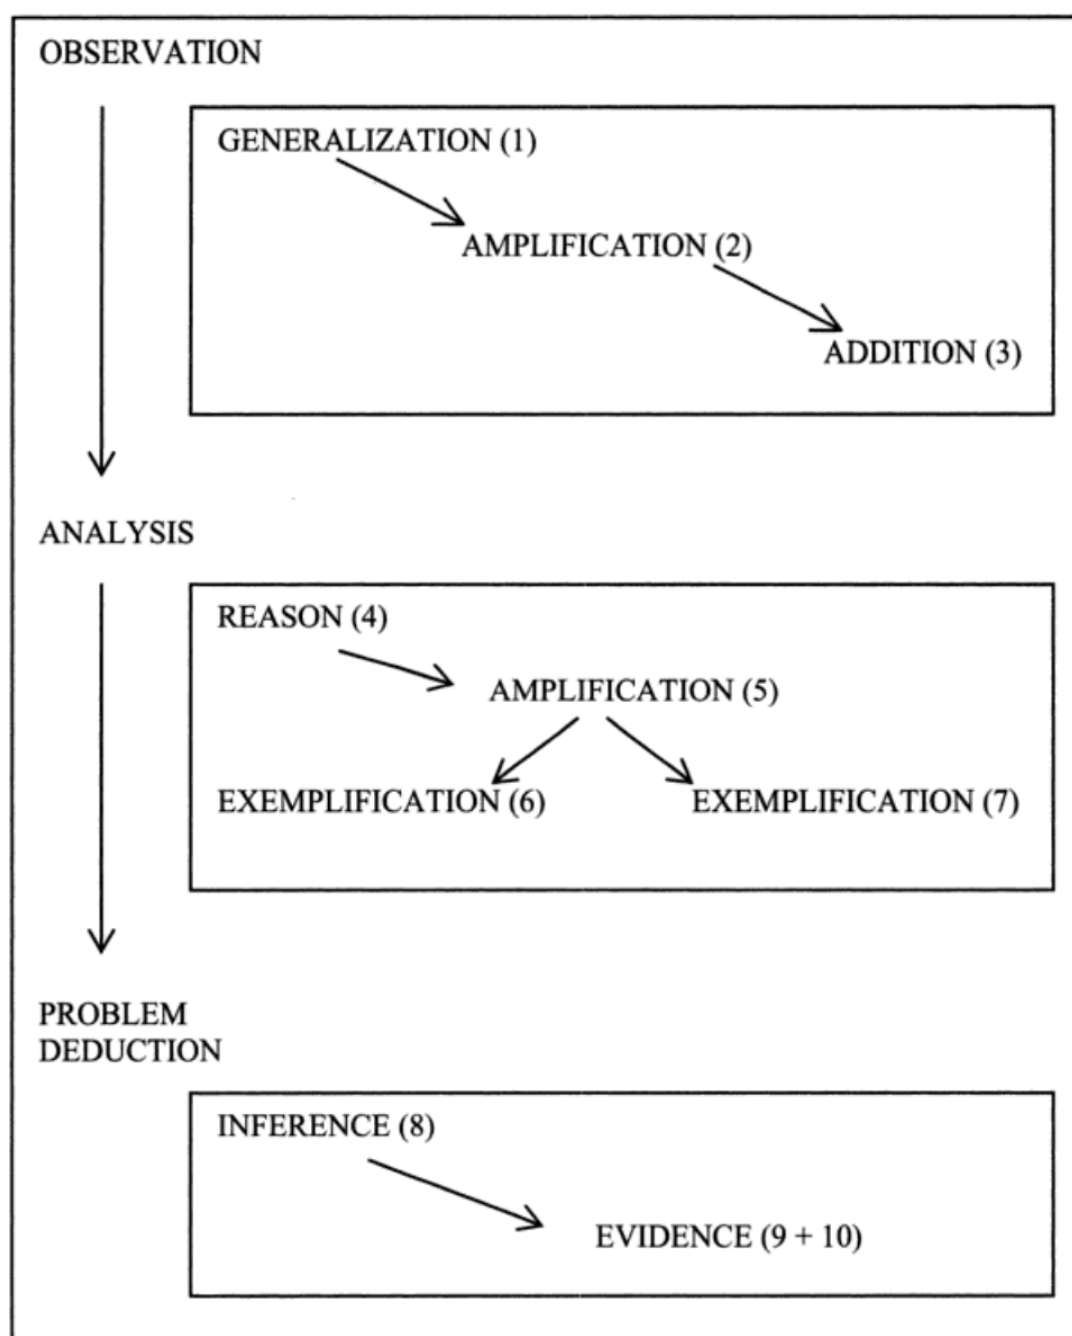 OBSERVATION
GENERALIZATION (1)
AMPLIFICATION (2)
ADDITION (3)
ANALYSIS
REASON (4)
AMPLIFICATION (5)
EXEMPLIFICATION (6)
EXEMPLIFICATION (7)
PROBLEM
DEDUCTION
INFERENCE (8)
EVIDENCE (9 + 10)